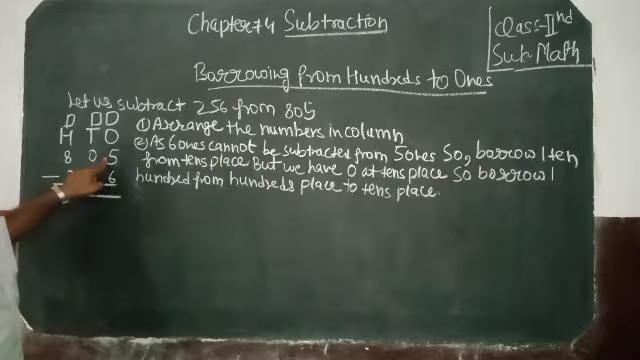 Chapter 4 Subtraction
Class-IInd
Sub-Math
Borrowing from Hundreds to Ones
Let us subtract 256 from 805
H T O
8 0 5
- 6
① Arrange the numbers in column
② As 6 ones cannot be subtracted from 5 ones So, borrow 1 ten
from tens place But we have 0 at tens place So borrow 1
hundred from hundreds place to tens place.